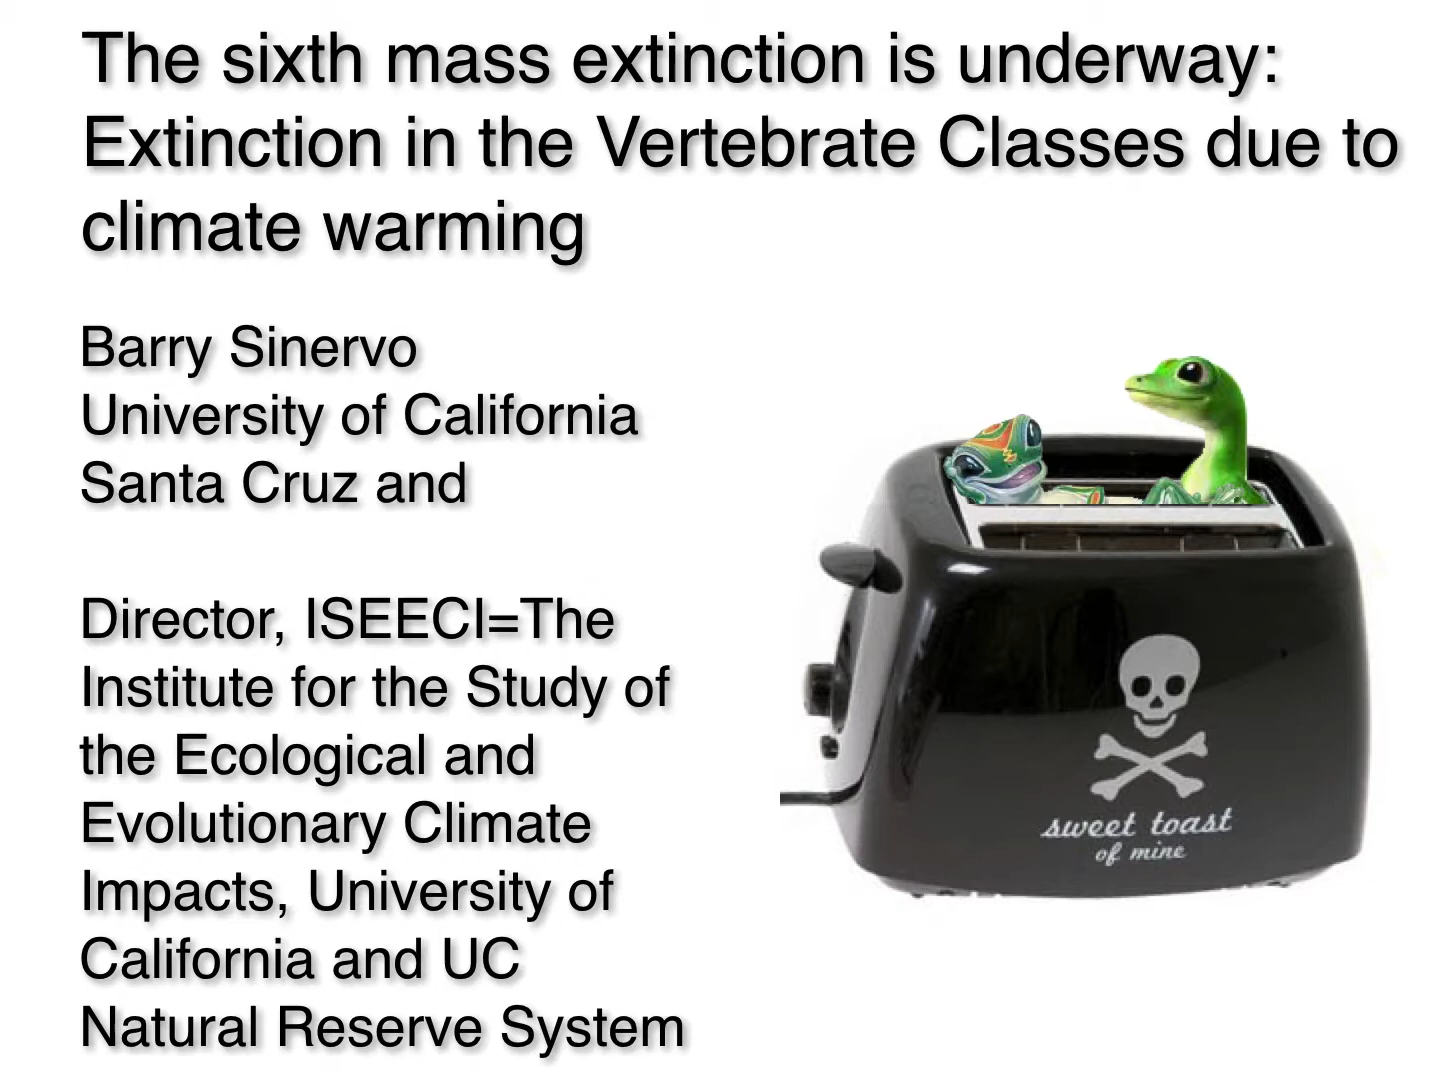 The sixth mass extinction is underway:
Extinction in the Vertebrate Classes due to
climate warming
Barry Sinervo
University of California
Santa Cruz and
Director, ISEECI=The
Institute for the Study of
the Ecological and
Evolutionary Climate
Impacts, University of
California and UC
Natural Reserve System
sweet toast
of mine